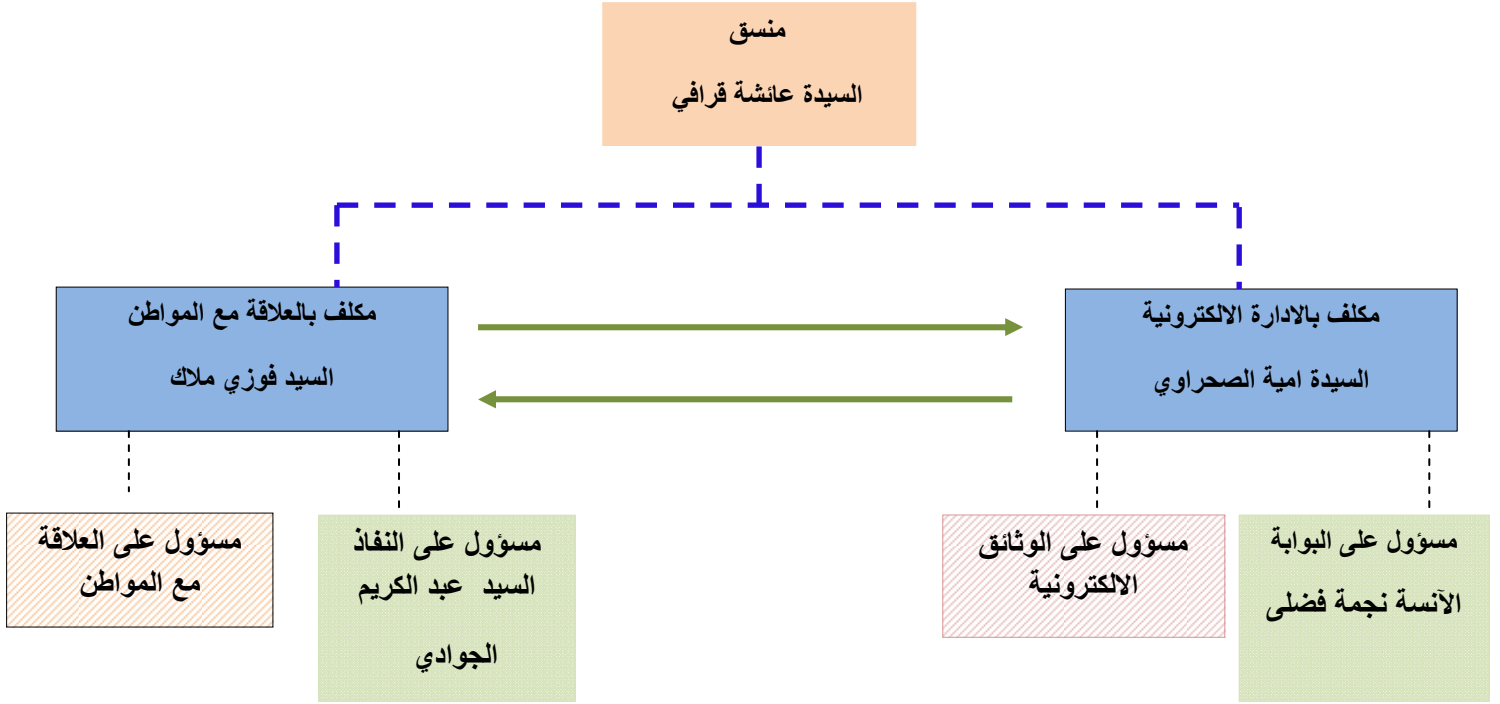 منسق
السيدة عائشة قرافي
مكلف بالادارة الالكترونية
السيدة امية الصحراوي
مكلف بالعلاقة مع المواطن
السيد فوزي ملاك
مسؤول على البوابة
الآنسة نجمة فضلى
مسؤول على الوثائق
الالكترونية
مسؤول على النفاذ
السيد عبد الكريم
الجوادي
مسؤول على العلاقة
مع المواطن